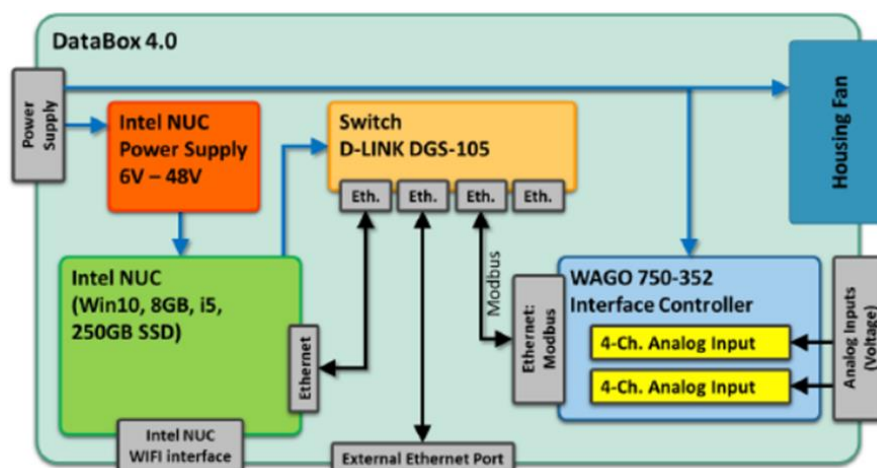 DataBox 4.0
Power
Supply
Intel NUC
Power Supply
6V – 48V
Switch
D-LINK DGS-105
Housing Fan
Eth.
Eth.
Eth.
Eth.
Modbus
Intel NUC
(Win10, 8GB, i5,
250GB SSD)
Ethernet
Ethernet:
Modbus
WAGO 750-352
Interface Controller
4-Ch. Analog Input
4-Ch. Analog Input
Analog Inputs
(Voltage)
Intel NUC
WIFI interface
External Ethernet Port